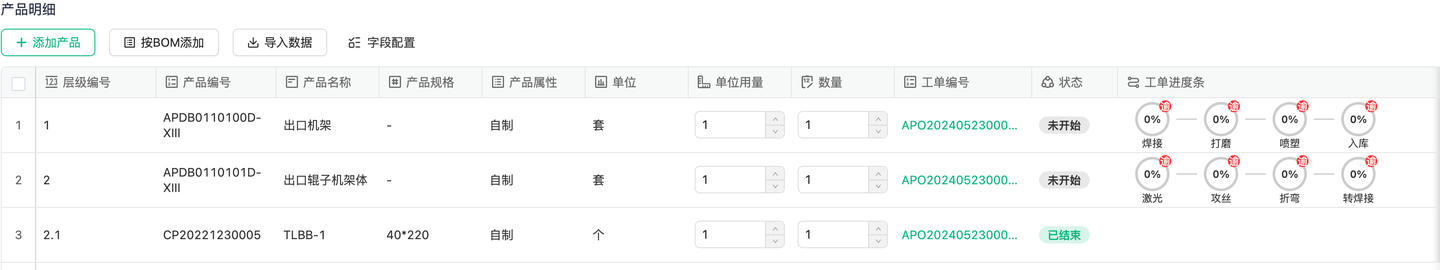 产品明细
添加产品 按BOM添加 导入数据 字段配置
层级编号 产品编号 产品名称 产品规格 产品属性 单位 单位用量 数量 工单编号 状态 工单进度条
1 1 APDB0110100D-XIII 出口机架 - 自制 套 1 1 APO20240523000... 未开始
0% 逾 0% 逾 0% 逾 0% 逾
焊接 打磨 喷塑 入库
2 2 APDB0110101D-XIII 出口辊子机架体 - 自制 套 1 1 APO20240523000... 未开始
0% 逾 0% 逾 0% 逾 0% 逾
激光 攻丝 折弯 转焊接
3 2.1 CP20221230005 TLBB-1 40*220 自制 个 1 1 APO20240523000... 已结束